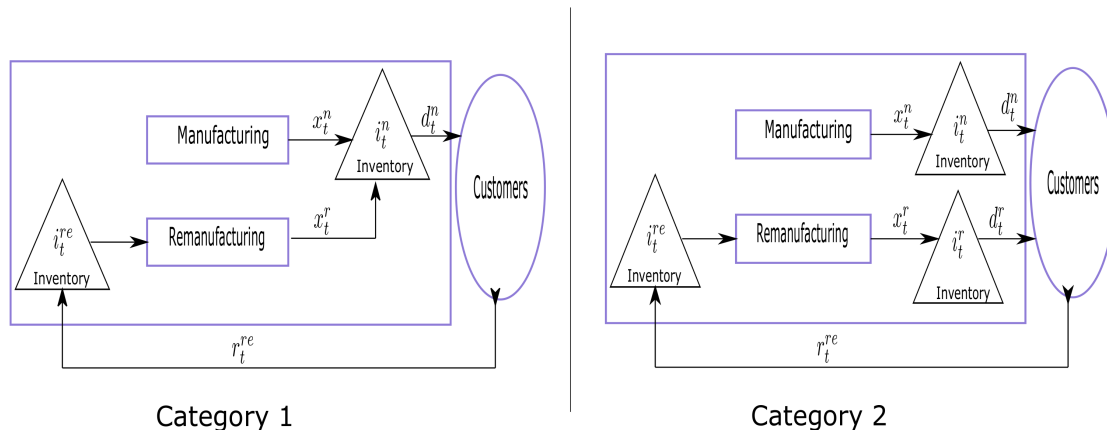 Manufacturing
x_t^n
i_t^n
Inventory
d_t^n
Customers
i_t^{re}
Inventory
Remanufacturing
x_t^r
r_t^{re}
Category 1
Manufacturing
x_t^n
i_t^n
Inventory
d_t^n
Customers
i_t^{re}
Inventory
Remanufacturing
x_t^r
i_t^r
Inventory
d_t^r
r_t^{re}
Category 2